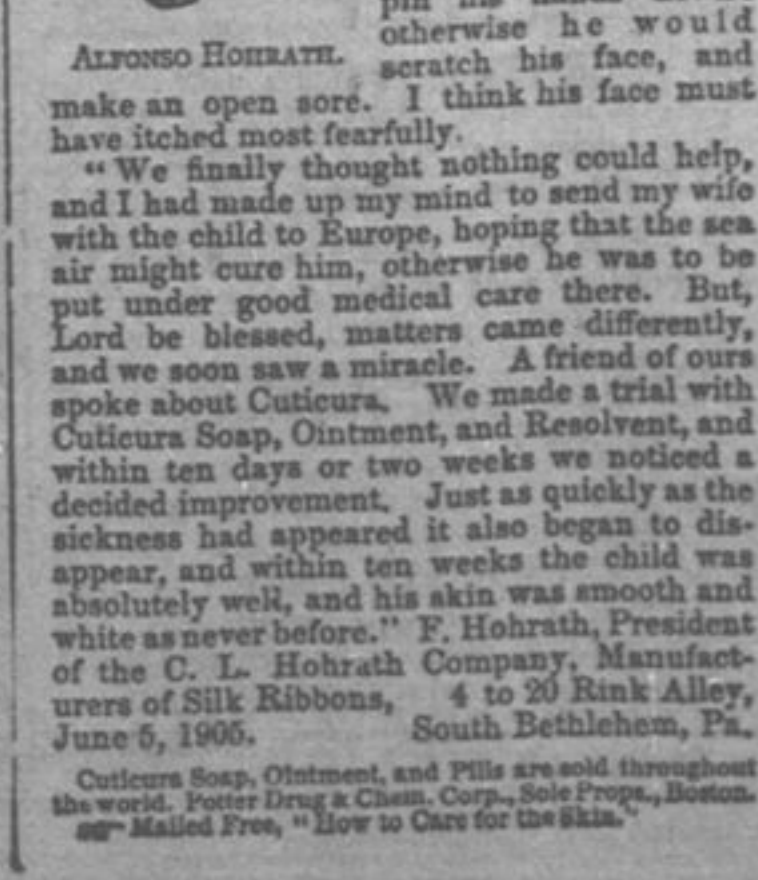 pin his
otherwise he would
ALFONSO HOHRATH. scratch his face, and
make an open sore. I think his face must
have itched most fearfully.
"We finally thought nothing could help,
and I had made up my mind to send my wife
with the child to Europe, hoping that the sea
air might cure him, otherwise he was to be
put under good medical care there. But,
Lord be blessed, matters came differently,
and we soon saw a miracle. A friend of ours
spoke about Cuticura. We made a trial with
Cuticura Soap, Ointment, and Resolvent, and
within ten days or two weeks we noticed a
decided improvement. Just as quickly as the
sickness had appeared it also began to dis-
appear, and within ten weeks the child was
absolutely well, and his skin was smooth and
white as never before." F. Hohrath, President
of the C. L. Hohrath Company, Manufact-
urers of Silk Ribbons, 4 to 20 Rink Alley,
June 5, 1905. South Bethlehem, Pa.
Cuticura Soap, Ointment, and Pills are sold throughout
the world. Potter Drug & Chem. Corp., Sole Props., Boston.
Mailed Free, "How to Care for the Skin."